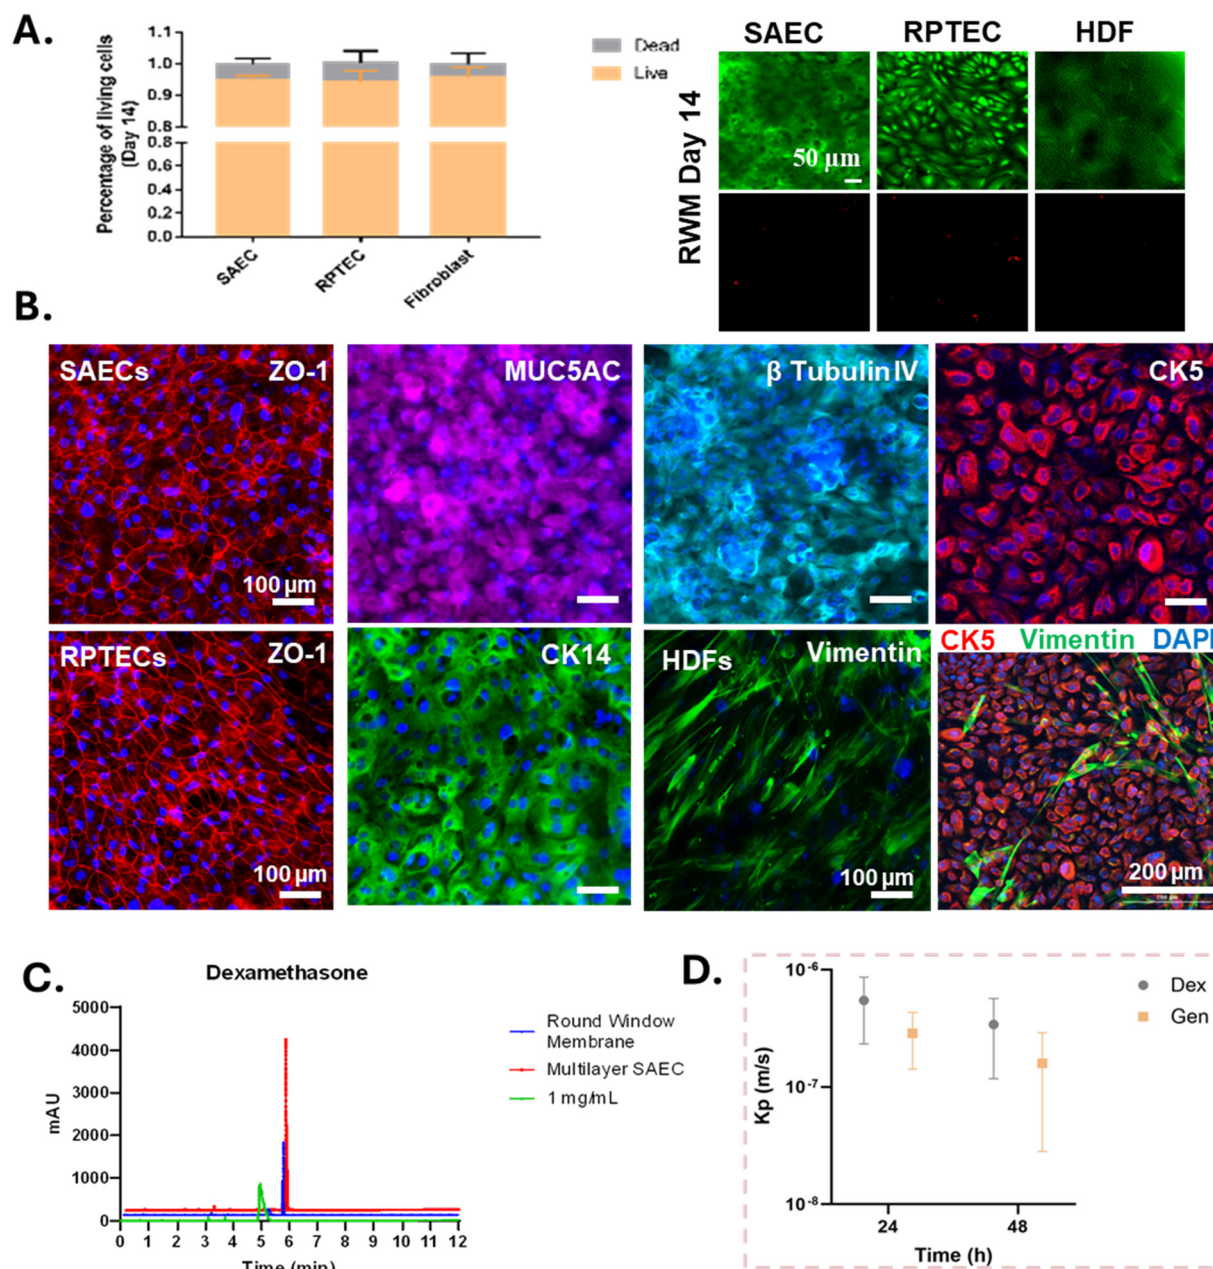 A.
Percentage of living cells
(Day 14)
1.1
1.0
0.9
0.8
0.8
0.6
0.4
0.2
0.0
SAEC
RPTEC
Fibroblast
Dead
Live
SAEC RPTEC HDF
RWM Day 14
50 µm
B.
SAECs ZO-1
100 µm
MUC5AC
β Tubulin IV
CK5
RPTECs ZO-1
100 µm
CK14
HDFs Vimentin
100 µm
CK5 Vimentin DAPI
200 µm
C.
Dexamethasone
mAU
5000
4000
3000
2000
1000
0
0 1 2 3 4 5 6 7 8 9 10 11 12
Time (min)
Round Window
Membrane
Multilayer SAEC
1 mg/mL
D.
Kp (m/s)
10-6
10-7
10-8
24 48
Time (h)
Dex
Gen